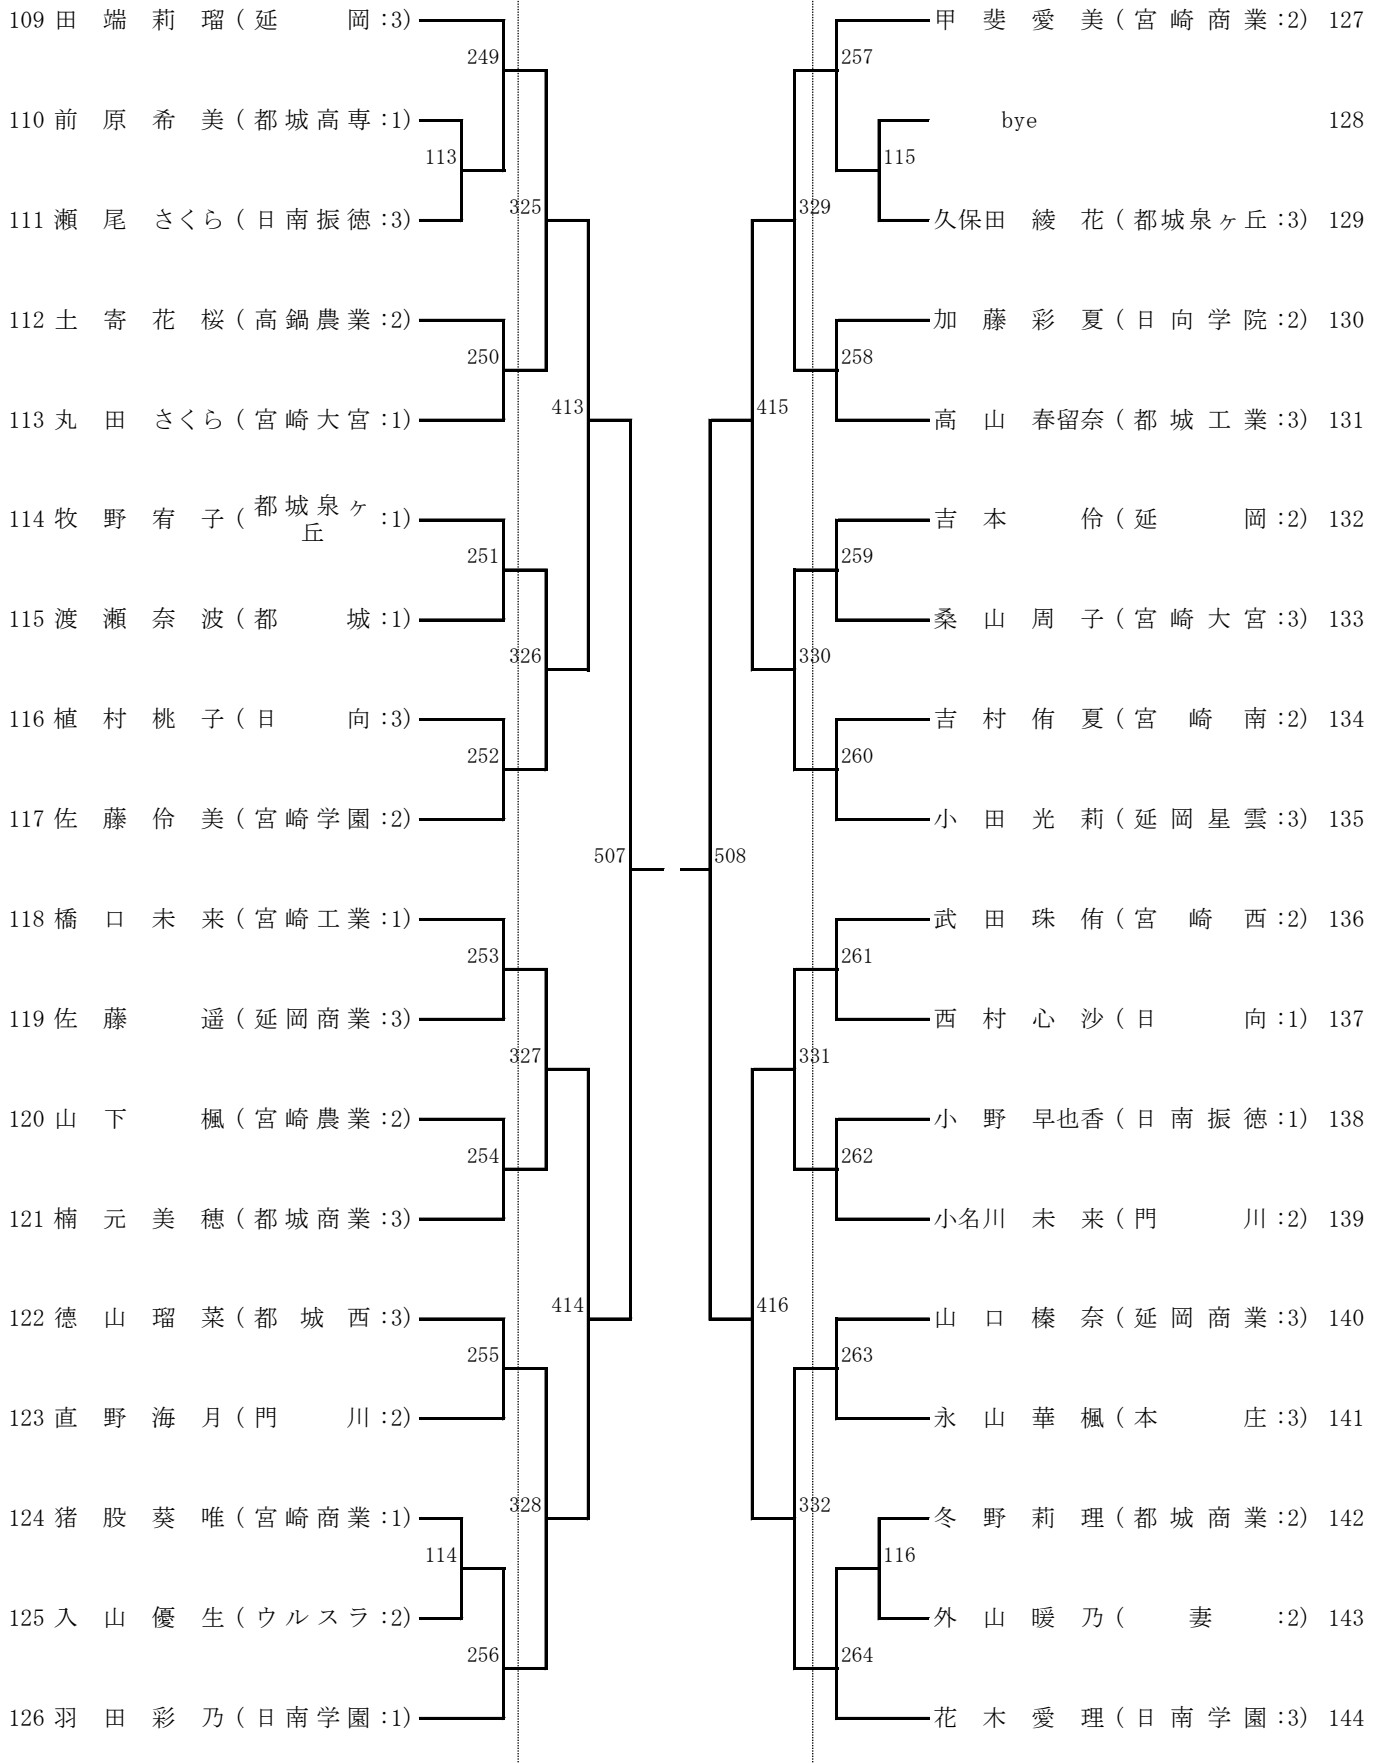 109 田 端 莉 瑠 ( 延 岡 :3)
249
110 前 原 希 美 ( 都 城 高 専 :1)
113
111 瀬 尾 さくら ( 日 南 振 徳 :3)
325
112 土 寄 花 桜 ( 高 鍋 農 業 :2)
250
113 丸 田 さくら ( 宮 崎 大 宮 :1)
413
114 牧 野 宥 子 ( 都 城 泉 ヶ 丘 :1)
251
115 渡 瀬 奈 波 ( 都 城 :1)
326
116 植 村 桃 子 ( 日 向 :3)
252
117 佐 藤 伶 美 ( 宮 崎 学 園 :2)
507
118 橋 口 未 来 ( 宮 崎 工 業 :1)
253
119 佐 藤 遥 ( 延 岡 商 業 :3)
327
120 山 下 楓 ( 宮 崎 農 業 :2)
254
121 楠 元 美 穂 ( 都 城 商 業 :3)
414
122 德 山 瑠 菜 ( 都 城 西 :3)
255
123 直 野 海 月 ( 門 川 :2)
328
124 猪 股 葵 唯 ( 宮 崎 商 業 :1)
114
125 入 山 優 生 ( ウ ル ス ラ :2)
256
126 羽 田 彩 乃 ( 日 南 学 園 :1)
甲 斐 愛 美 ( 宮 崎 商 業 :2) 127
257
bye 128
115
久保田 綾 花 ( 都 城 泉 ヶ 丘 :3) 129
329
加 藤 彩 夏 ( 日 向 学 院 :2) 130
258
高 山 春留奈 ( 都 城 工 業 :3) 131
415
吉 本 伶 ( 延 岡 :2) 132
259
桑 山 周 子 ( 宮 崎 大 宮 :3) 133
330
吉 村 侑 夏 ( 宮 崎 南 :2) 134
260
小 田 光 莉 ( 延 岡 星 雲 :3) 135
508
武 田 珠 侑 ( 宮 崎 西 :2) 136
261
西 村 心 沙 ( 日 向 :1) 137
331
小 野 早也香 ( 日 南 振 徳 :1) 138
262
小名川 未 来 ( 門 川 :2) 139
416
山 口 榛 奈 ( 延 岡 商 業 :3) 140
263
永 山 華 楓 ( 本 庄 :3) 141
332
冬 野 莉 理 ( 都 城 商 業 :2) 142
116
外 山 暖 乃 ( 妻 :2) 143
264
花 木 愛 理 ( 日 南 学 園 :3) 144